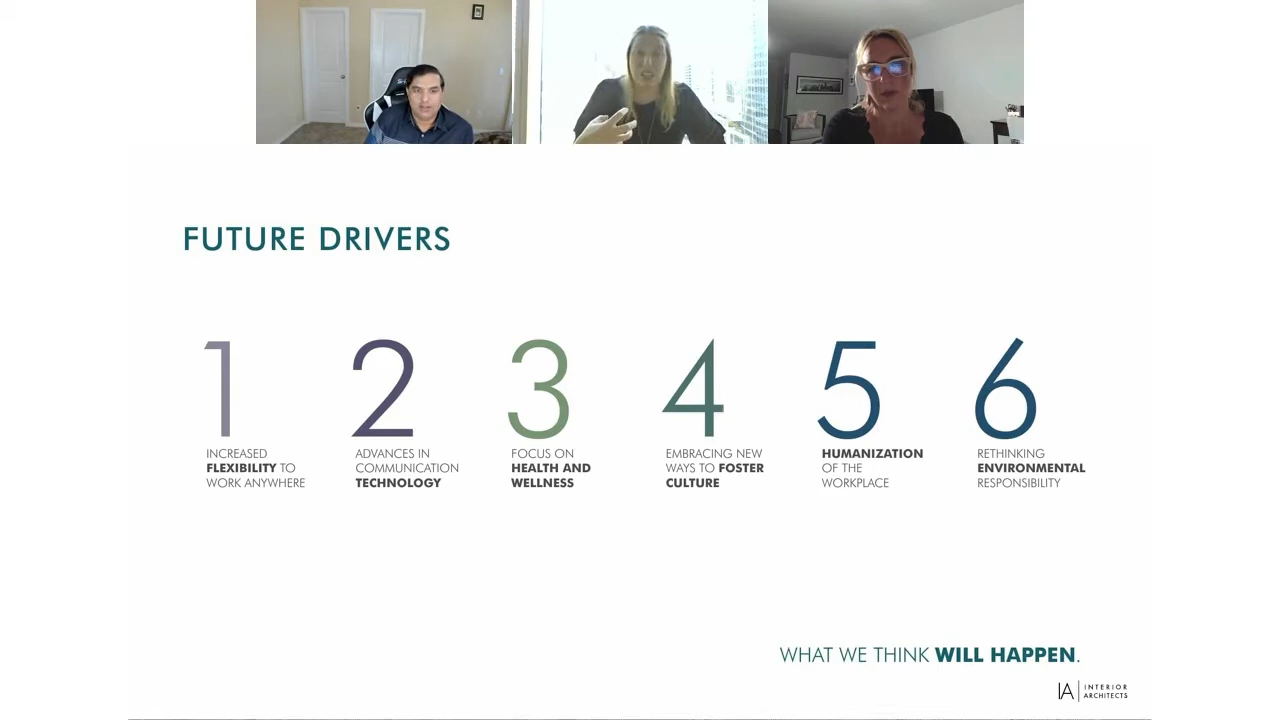 FUTURE DRIVERS
1
INCREASED
FLEXIBILITY TO
WORK ANYWHERE
2
ADVANCES IN
COMMUNICATION
TECHNOLOGY
3
FOCUS ON
HEALTH AND
WELLNESS
4
EMBRACING NEW
WAYS TO FOSTER
CULTURE
5
HUMANIZATION
OF THE
WORKPLACE
6
RETHINKING
ENVIRONMENTAL
RESPONSIBILITY
WHAT WE THINK WILL HAPPEN.
IA INTERIOR
ARCHITECTS